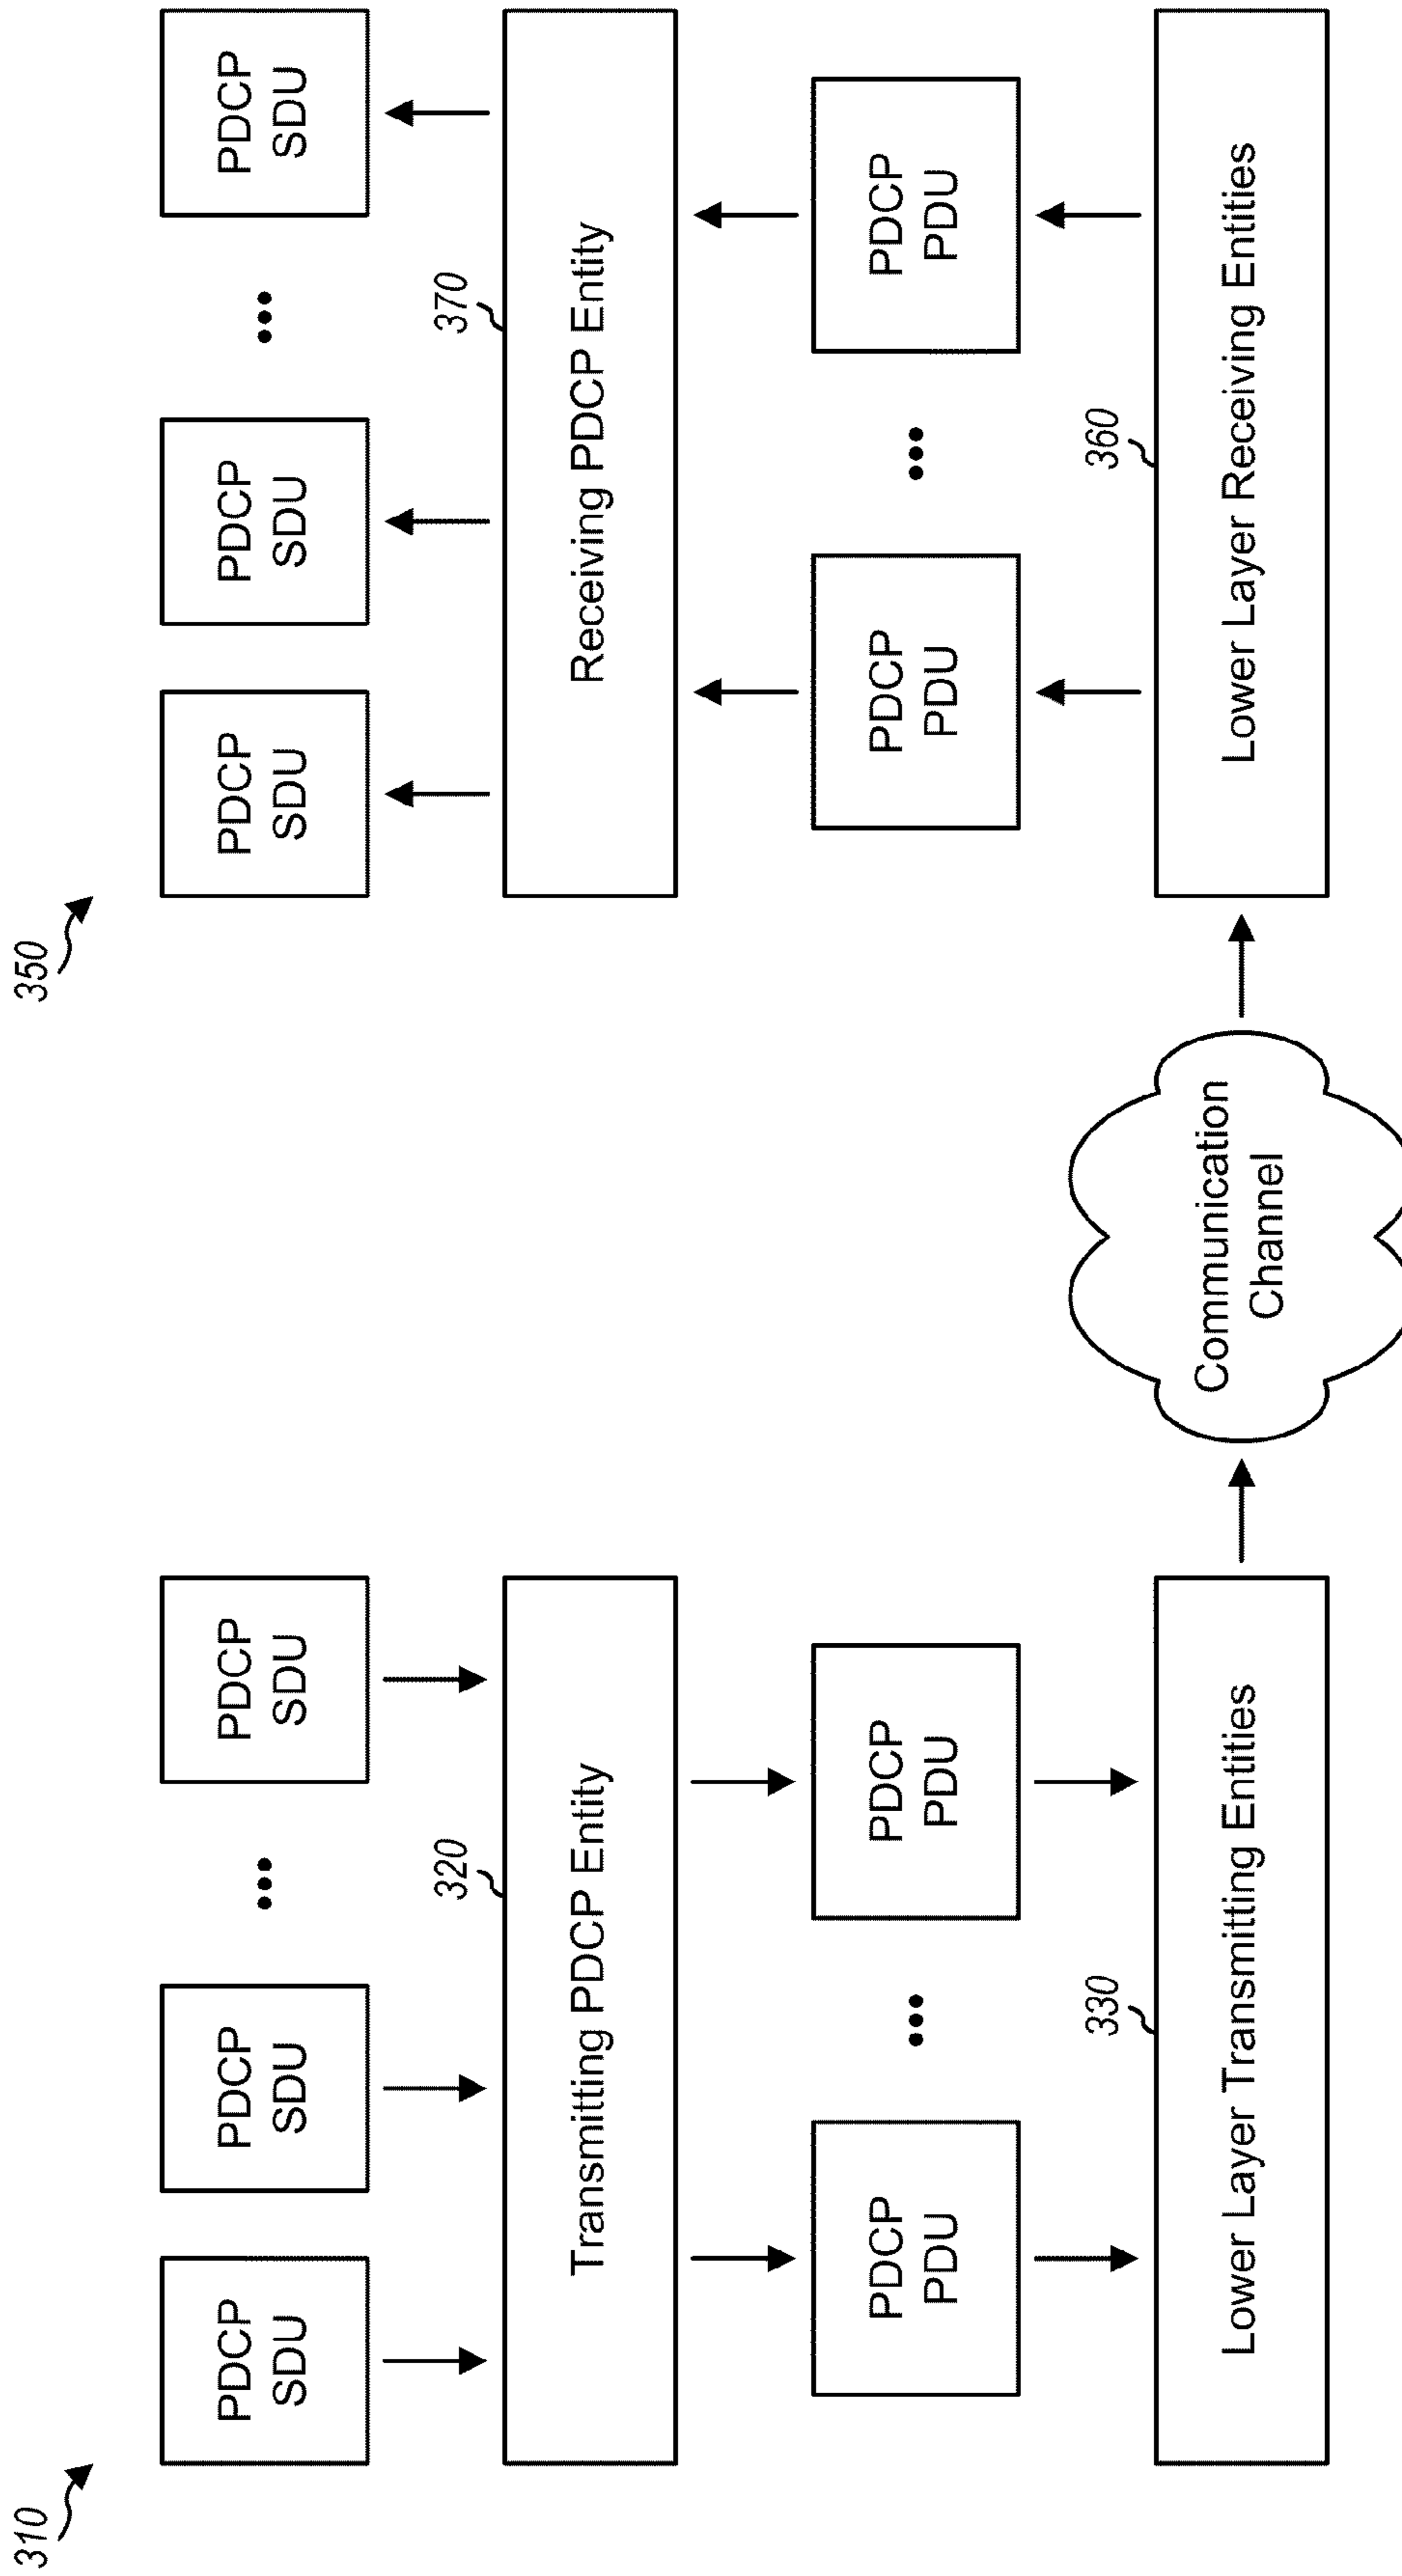 310
PDCP
SDU
PDCP
SDU
•••
PDCP
SDU
320
Transmitting PDCP Entity
PDCP
PDU
•••
PDCP
PDU
330
Lower Layer Transmitting Entities
Communication
Channel
350
PDCP
SDU
PDCP
SDU
•••
PDCP
SDU
370
Receiving PDCP Entity
PDCP
PDU
•••
PDCP
PDU
360
Lower Layer Receiving Entities